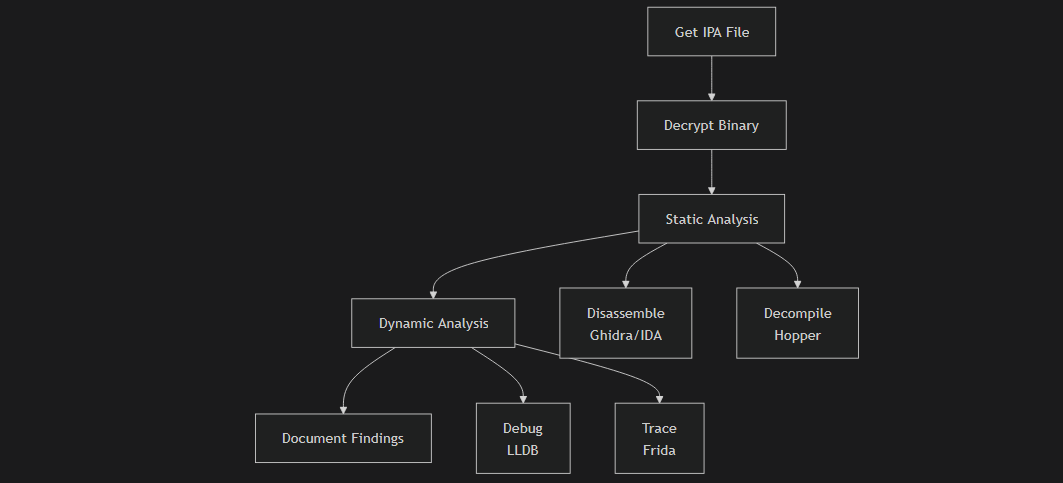 Get IPA File
Decrypt Binary
Static Analysis
Dynamic Analysis
Disassemble
Ghidra/IDA
Decompile
Hopper
Document Findings
Debug
LLDB
Trace
Frida